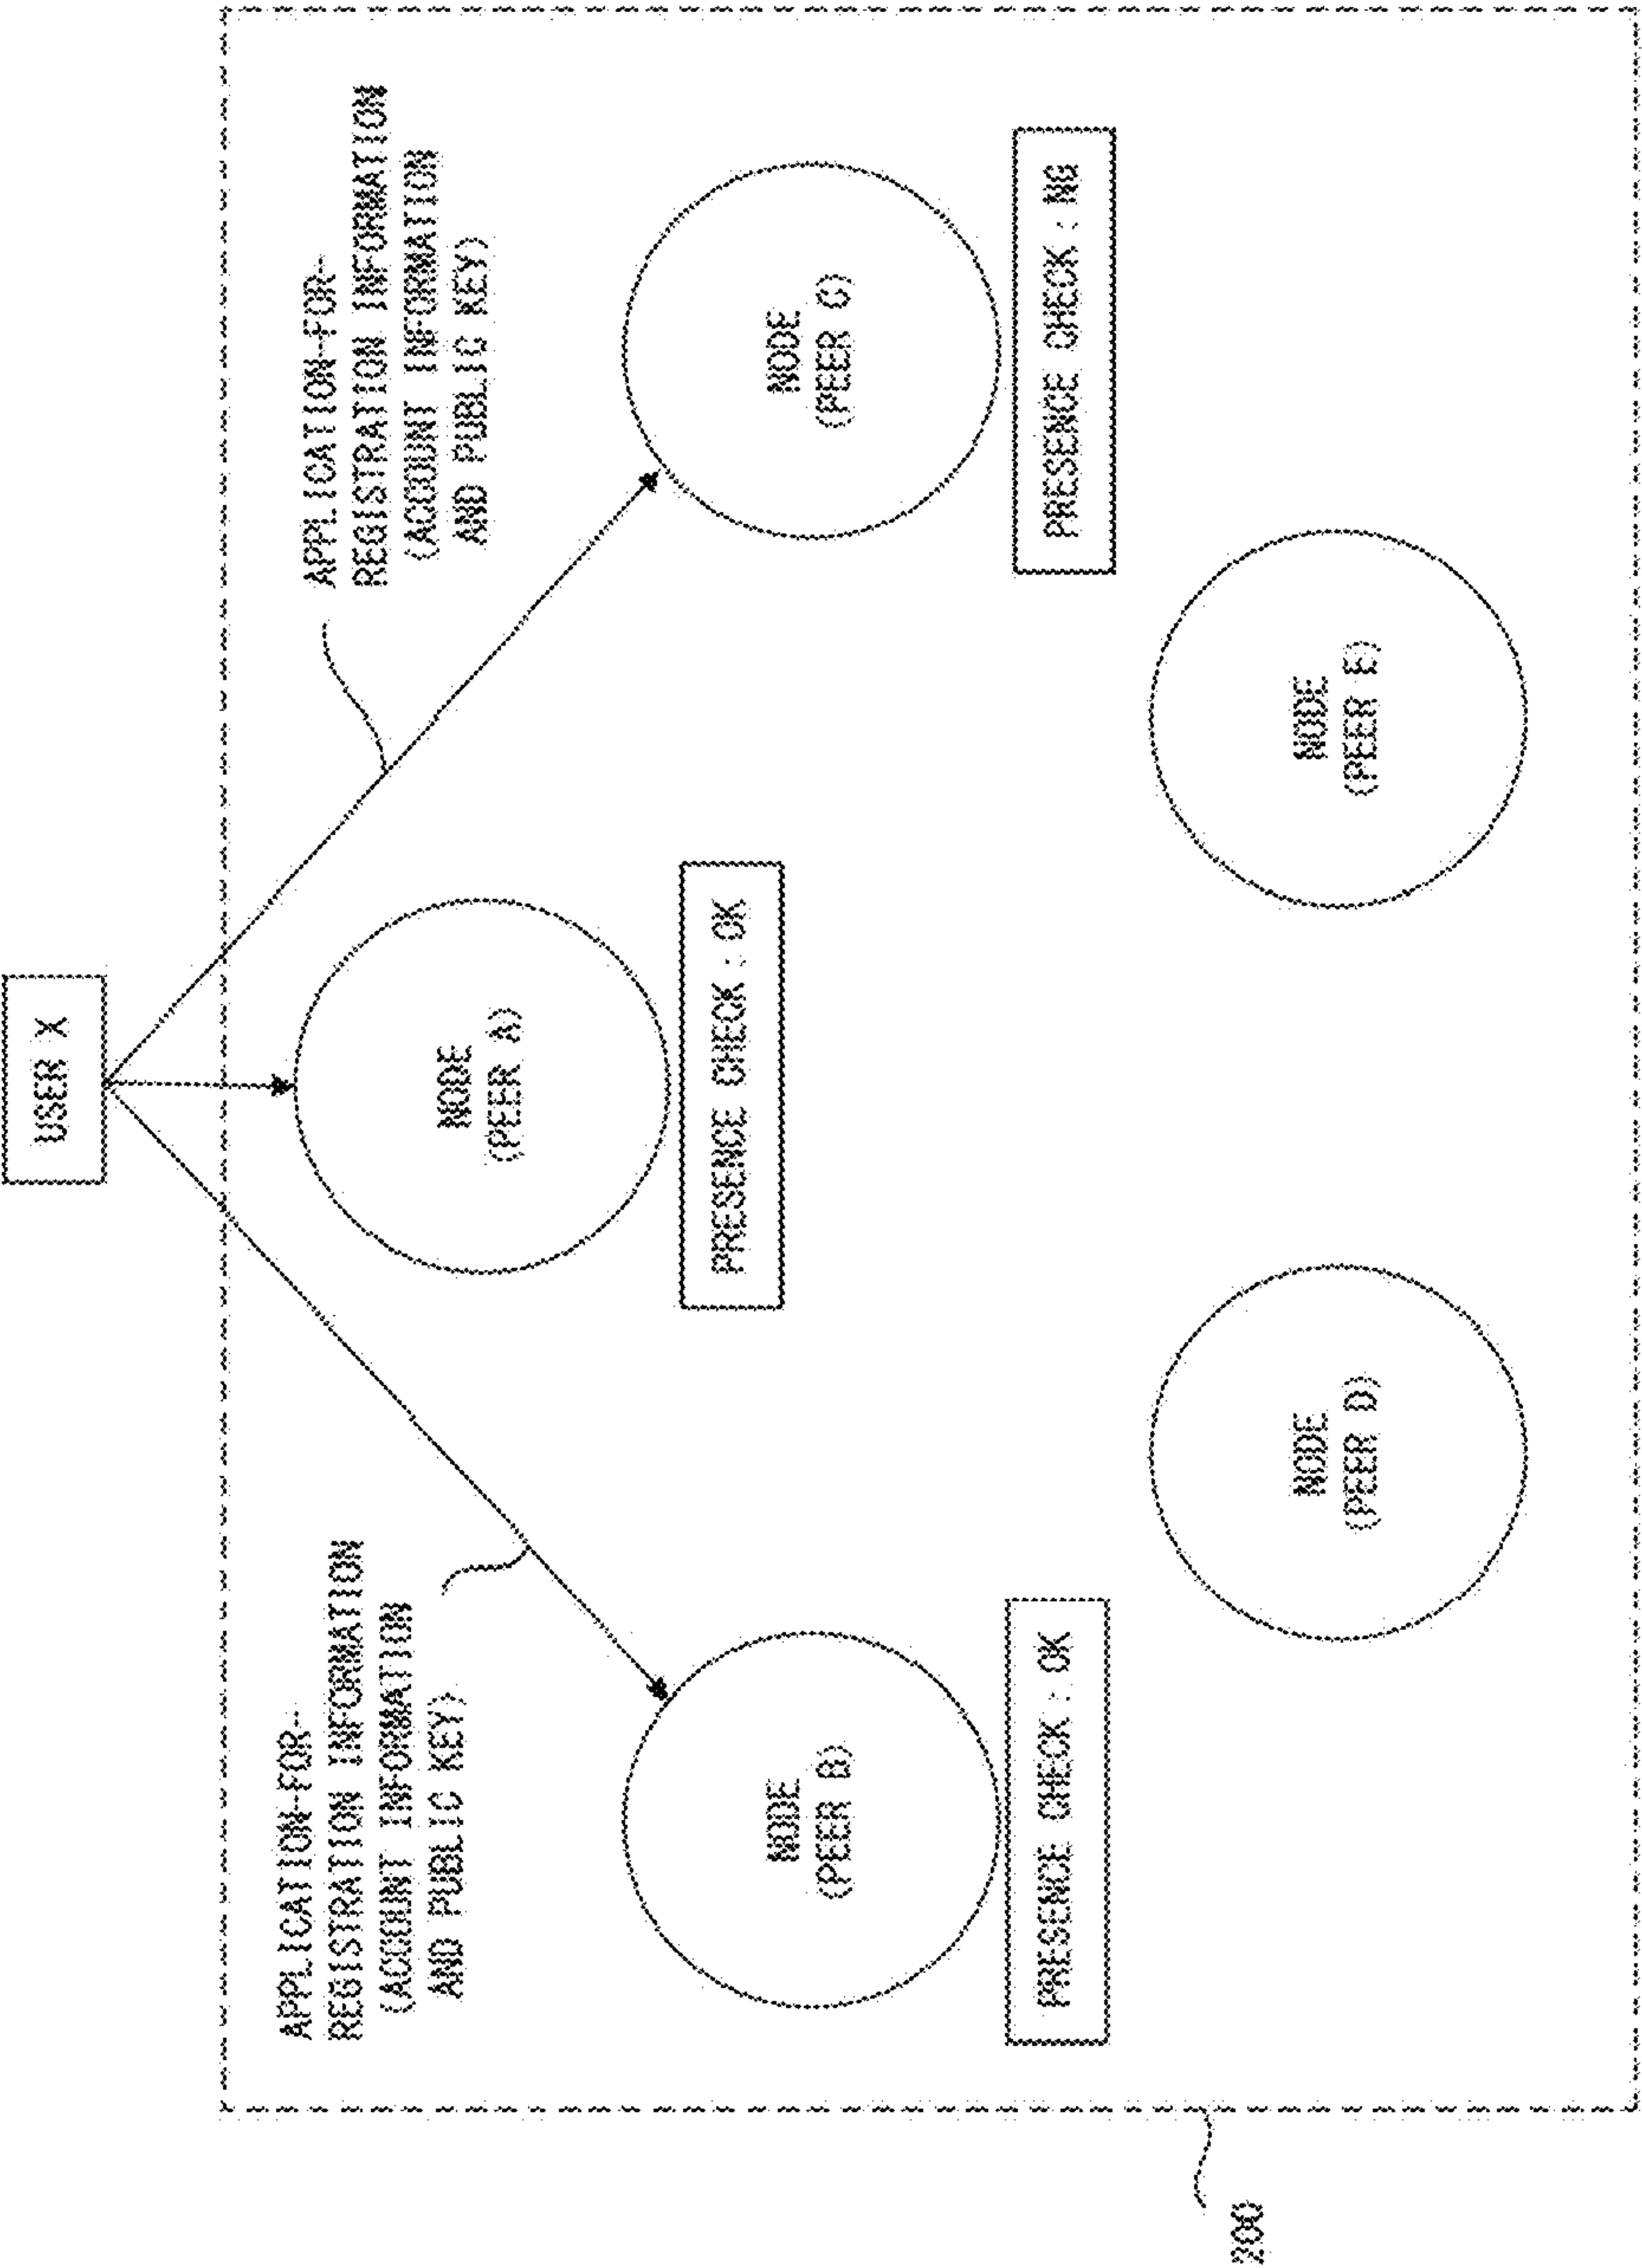 USER X
APPLICATION-FOR-
REGISTRATION INFORMATION
(ACCOUNT INFORMATION
AND PUBLIC KEY)
APPLICATION-FOR-
REGISTRATION INFORMATION
(ACCOUNT INFORMATION
AND PUBLIC KEY)
NODE
(PEER A)
PRESENCE CHECK : OK
NODE
(PEER B)
PRESENCE CHECK : OK
NODE
(PEER C)
PRESENCE CHECK : NG
NODE
(PEER D)
NODE
(PEER E)
200